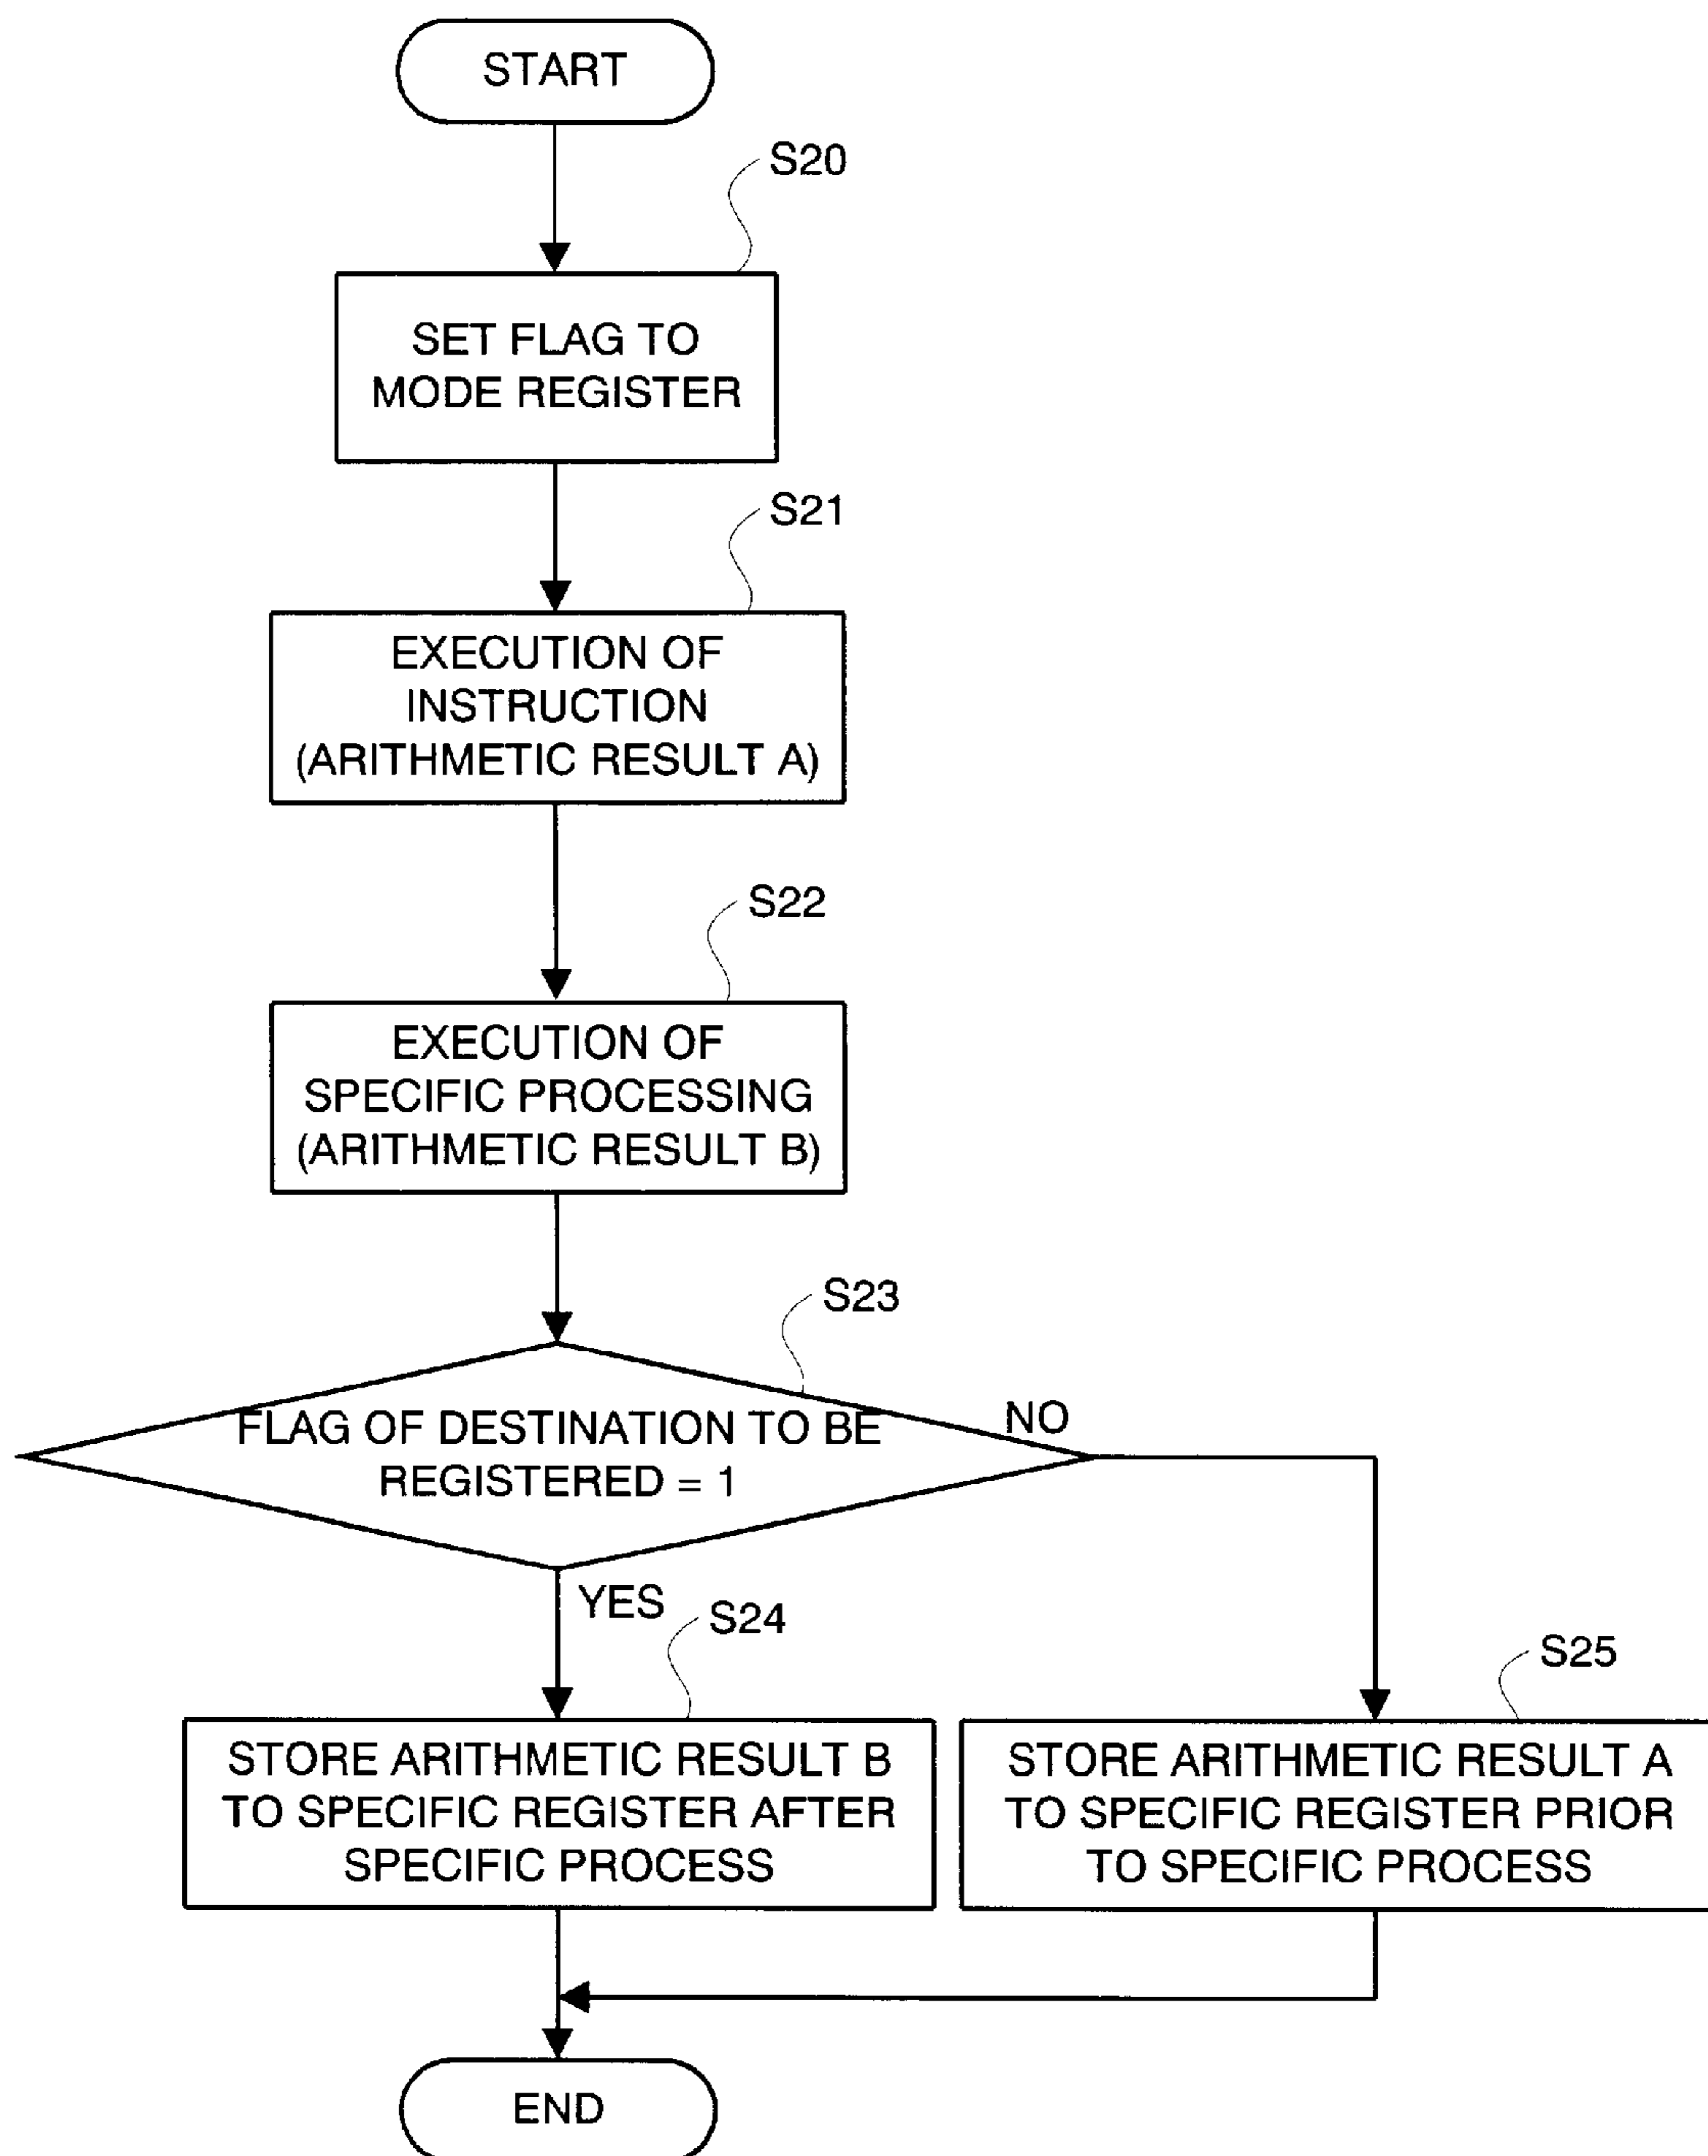 START
S20
SET FLAG TO
MODE REGISTER
S21
EXECUTION OF
INSTRUCTION
(ARITHMETIC RESULT A)
S22
EXECUTION OF
SPECIFIC PROCESSING
(ARITHMETIC RESULT B)
S23
FLAG OF DESTINATION TO BE
REGISTERED = 1
NO
YES
S24
STORE ARITHMETIC RESULT B
TO SPECIFIC REGISTER AFTER
SPECIFIC PROCESS
S25
STORE ARITHMETIC RESULT A
TO SPECIFIC REGISTER PRIOR
TO SPECIFIC PROCESS
END